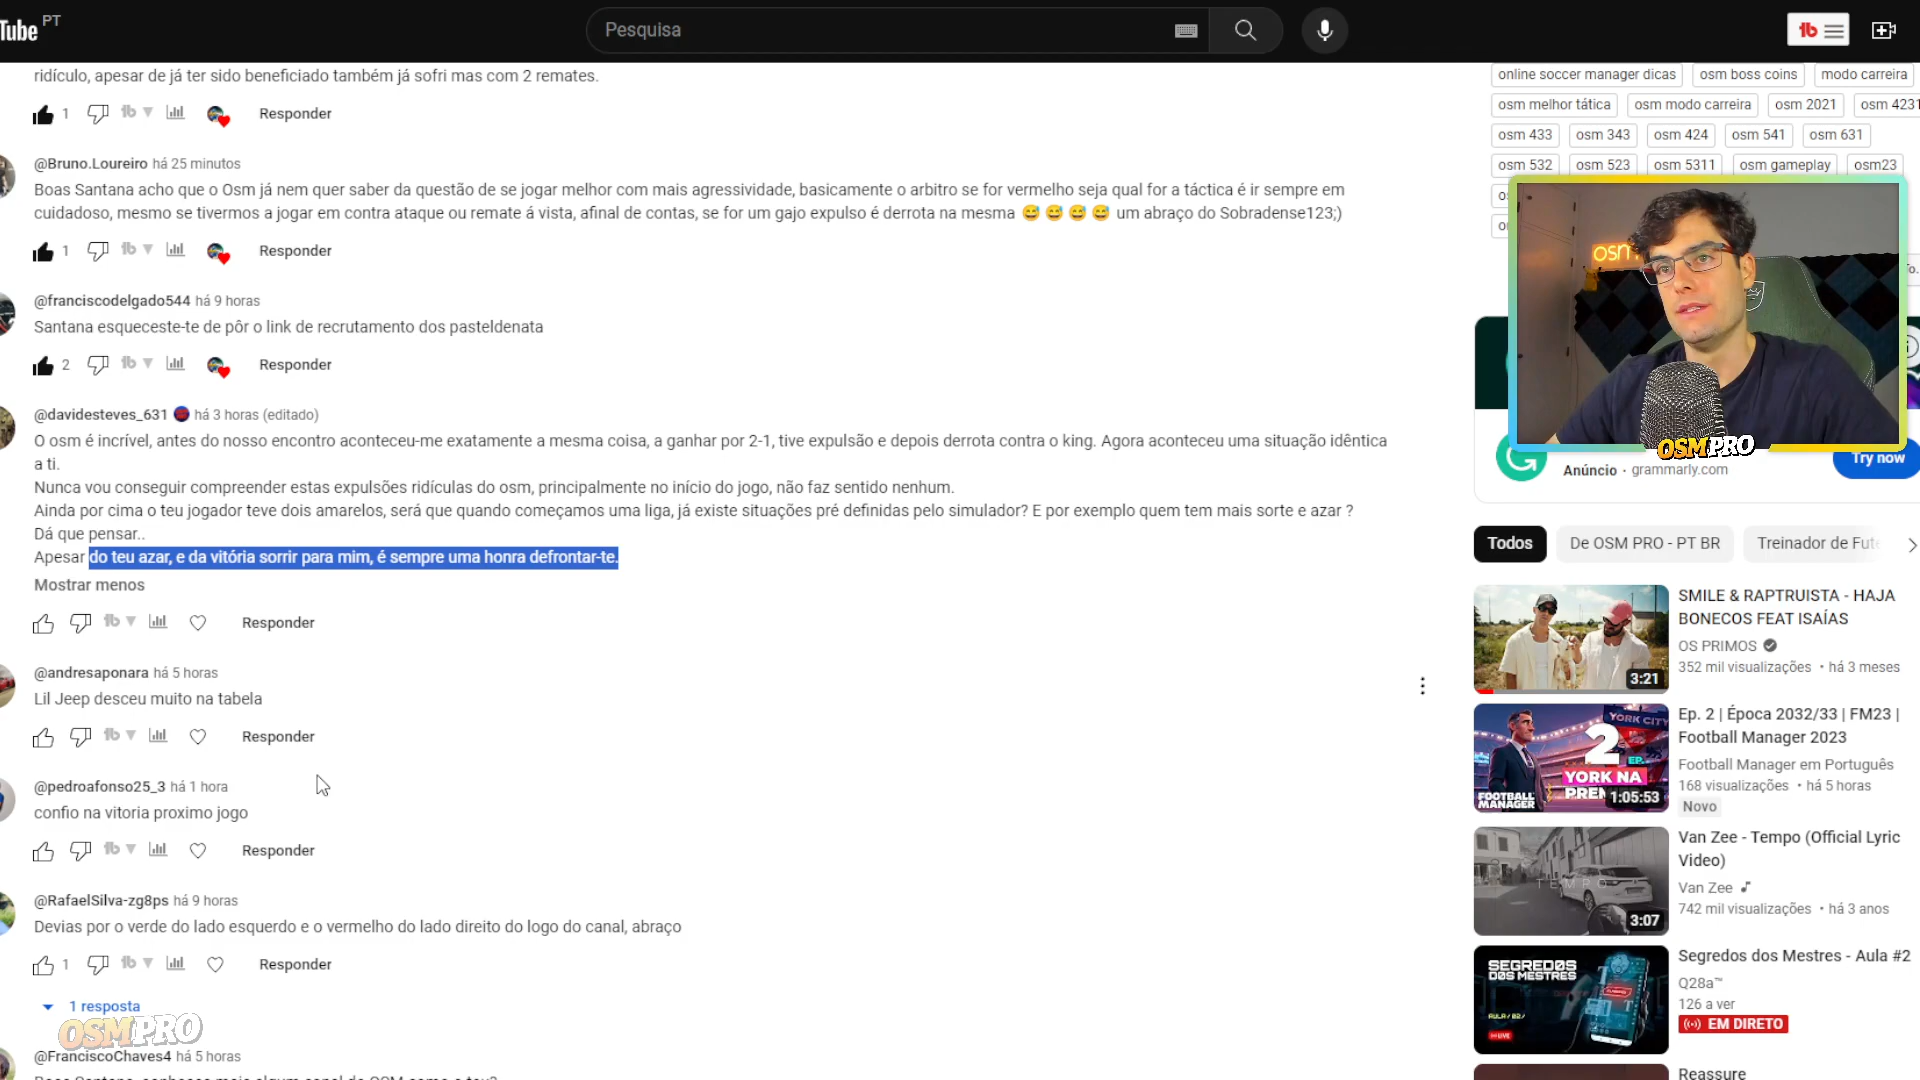 Tube PT
Pesquisa
ridículo, apesar de já ter sido beneficiado também já sofri mas com 2 remates.
1 Responder
@Bruno.Loureiro há 25 minutos
Boas Santana acho que o Osm já nem quer saber da questão de se jogar melhor com mais agressividade, basicamente o arbitro se for vermelho seja qual for a táctica é ir sempre em
cuidadoso, mesmo se tivermos a jogar em contra ataque ou remate á vista, afinal de contas, se for um gajo expulso é derrota na mesma 😅 😅 😅 😅 um abraço do Sobradense123;)
1 Responder
@franciscodelgado544 há 9 horas
Santana esqueceste-te de pôr o link de recrutamento dos pasteldenata
2 Responder
@davidesteves_631 há 3 horas (editado)
O osm é incrível, antes do nosso encontro aconteceu-me exatamente a mesma coisa, a ganhar por 2-1, tive expulsão e depois derrota contra o king. Agora aconteceu uma situação idêntica
a ti.
Nunca vou conseguir compreender estas expulsões ridículas do osm, principalmente no início do jogo, não faz sentido nenhum.
Ainda por cima o teu jogador teve dois amarelos, será que quando começamos uma liga, já existe situações pré definidas pelo simulador? E por exemplo quem tem mais sorte e azar ?
Dá que pensar..
Apesar do teu azar, e da vitória sorrir para mim, é sempre uma honra defrontar-te.
Mostrar menos
Responder
@andresaponara há 5 horas
Lil Jeep desceu muito na tabela
Responder
@pedroafonso25_3 há 1 hora
confio na vitoria proximo jogo
Responder
@RafaelSilva-zg8ps há 9 horas
Devias por o verde do lado esquerdo e o vermelho do lado direito do logo do canal, abraço
1 Responder
1 resposta
OSMPRO
@FranciscoChaves4 há 5 horas
online soccer manager dicas osm boss coins modo carreira
osm melhor tática osm modo carreira osm 2021 osm 4231
osm 433 osm 343 osm 424 osm 541 osm 631
osm 532 osm 523 osm 5311 osm gameplay osm23
osm
OSMPRO
Anúncio · grammarly.com
Try now
Todos De OSM PRO - PT BR Treinador de Fute
SMILE & RAPTRUISTA - HAJA
BONECOS FEAT ISAÍAS
OS PRIMOS
352 mil visualizações • há 3 meses
3:21
YORK CITY
2
EP.
YORK NA
PREM
FOOTBALL
MANAGER
1:05:53
Ep. 2 | Época 2032/33 | FM23 |
Football Manager 2023
Football Manager em Português
168 visualizações • há 5 horas
Novo
TEMPO
3:07
Van Zee - Tempo (Official Lyric
Video)
Van Zee
742 mil visualizações • há 3 anos
SEGREDOS
DOS MESTRES
AULA / 02 /
LIVE
Segredos dos Mestres - Aula #2
Q28a™
126 a ver
EM DIRETO
Reassure